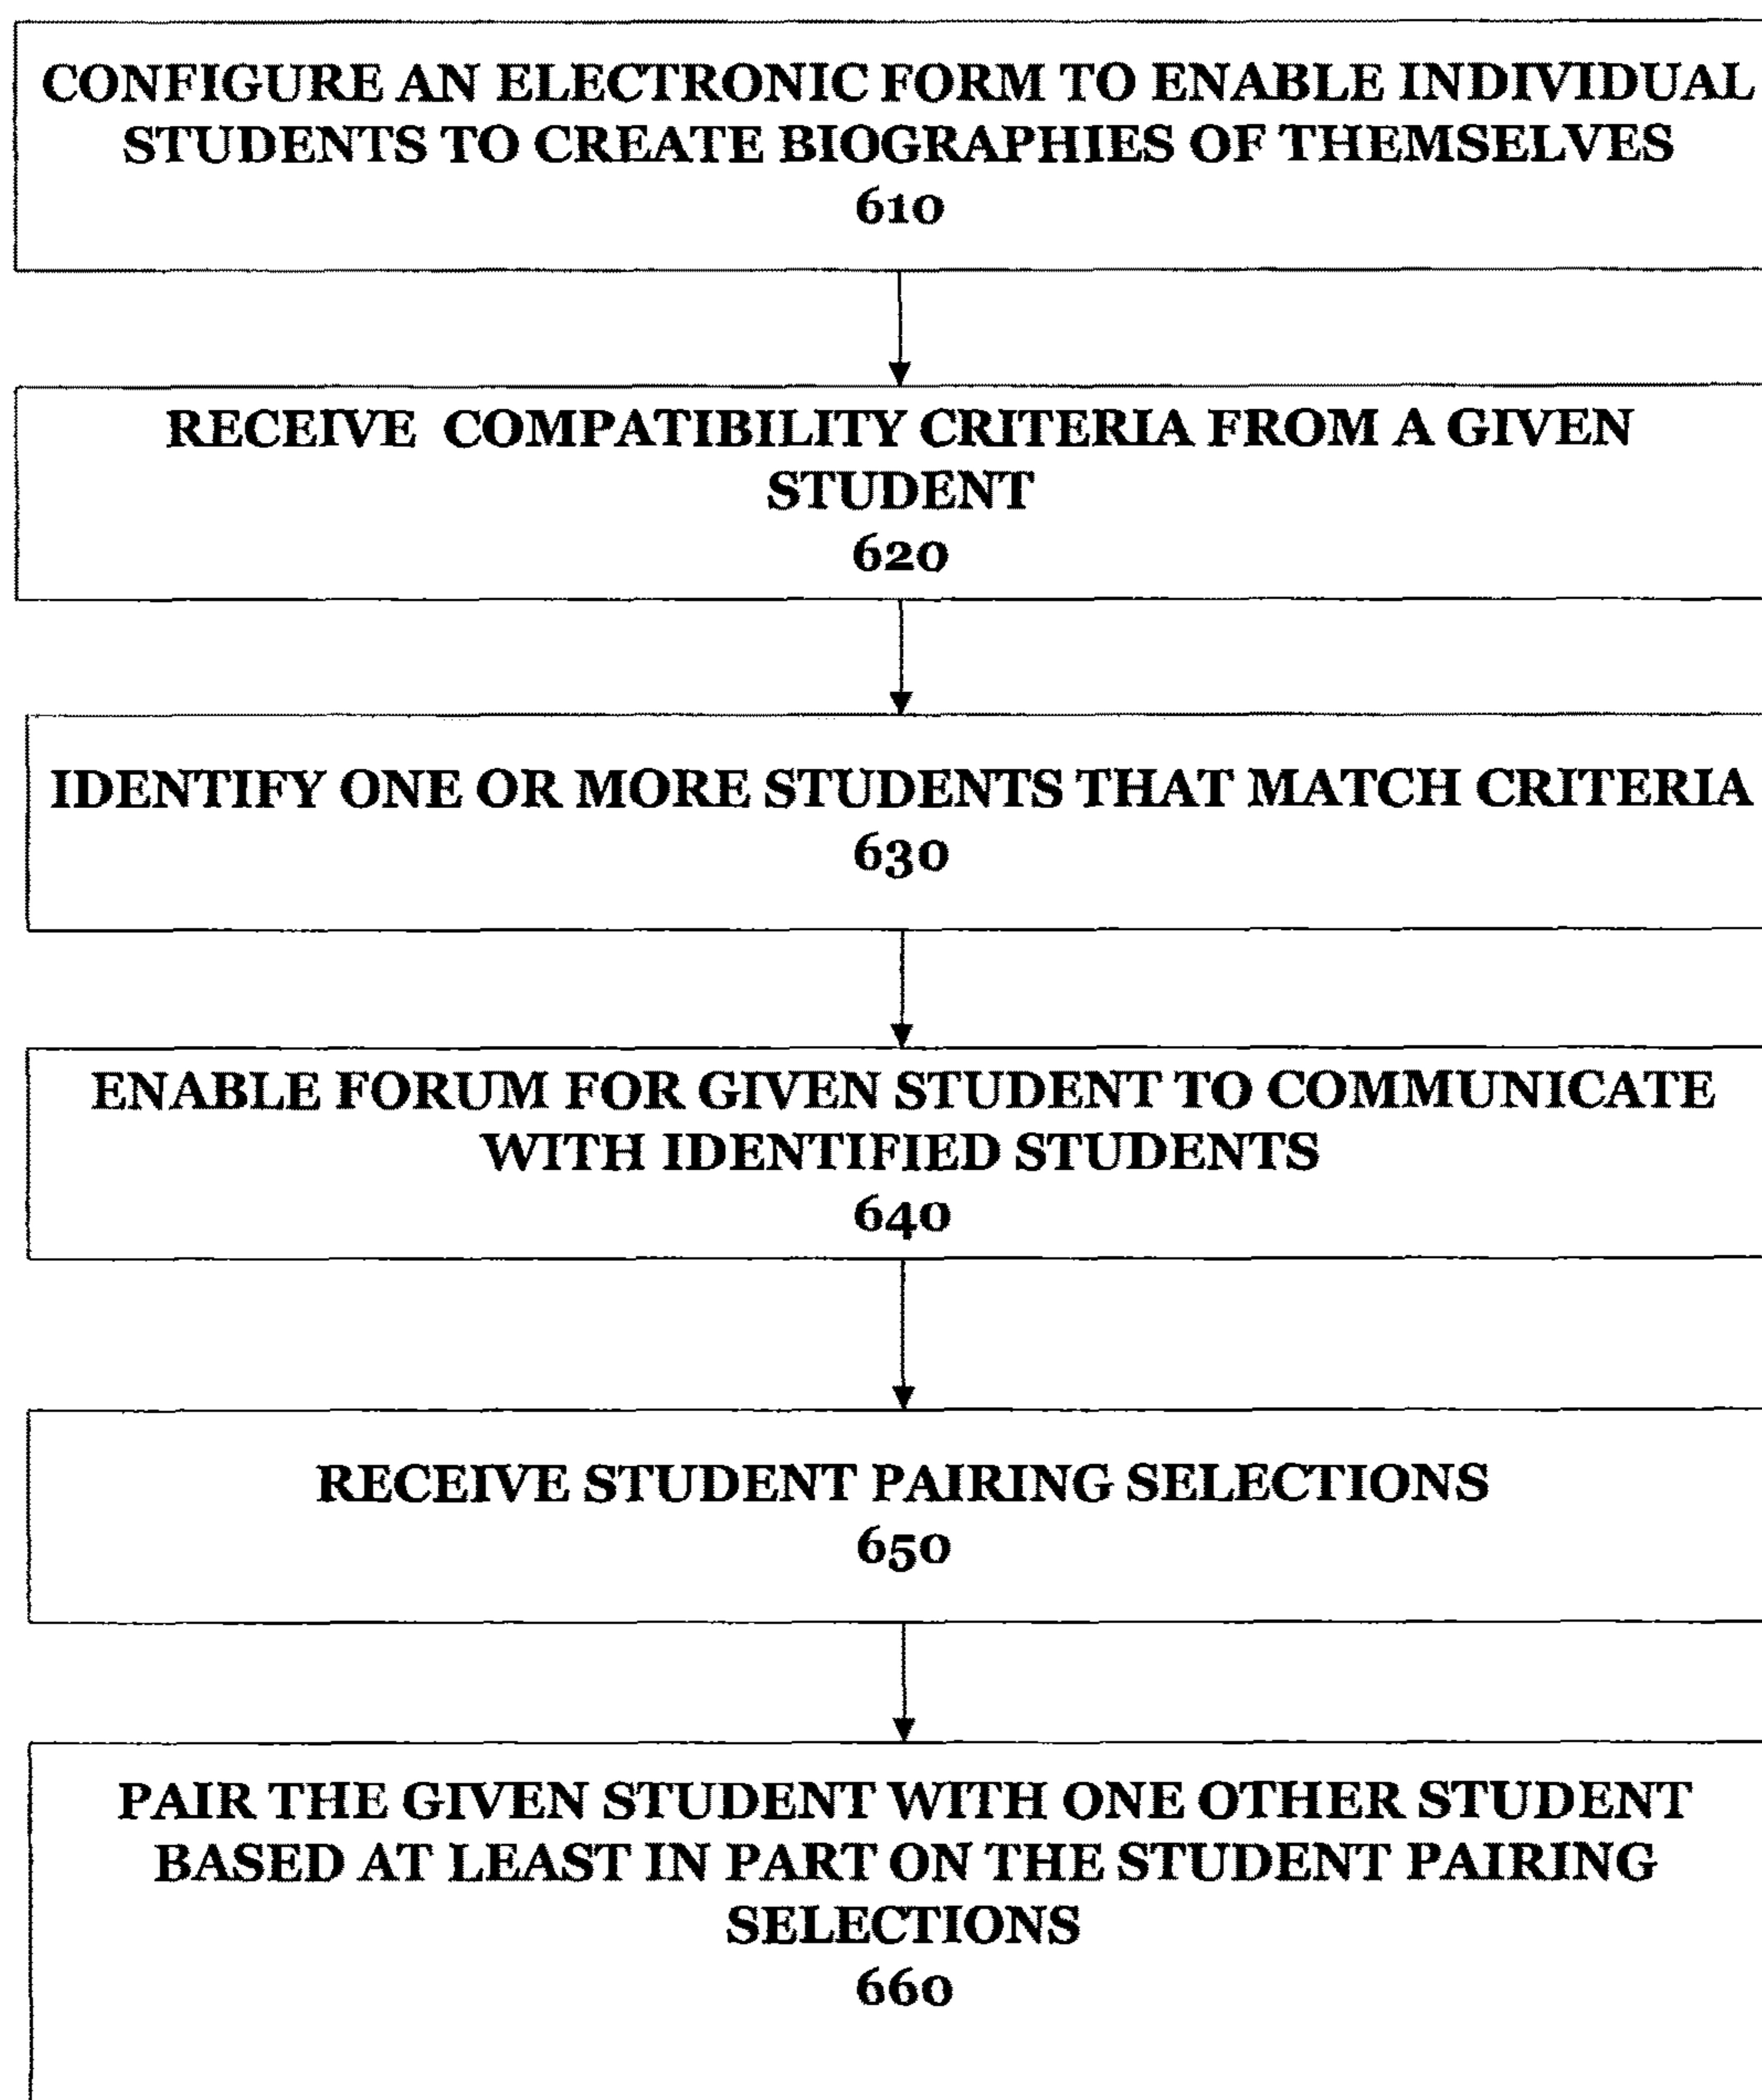 CONFIGURE AN ELECTRONIC FORM TO ENABLE INDIVIDUAL
STUDENTS TO CREATE BIOGRAPHIES OF THEMSELVES
610
RECEIVE COMPATIBILITY CRITERIA FROM A GIVEN
STUDENT
620
IDENTIFY ONE OR MORE STUDENTS THAT MATCH CRITERIA
630
ENABLE FORUM FOR GIVEN STUDENT TO COMMUNICATE
WITH IDENTIFIED STUDENTS
640
RECEIVE STUDENT PAIRING SELECTIONS
650
PAIR THE GIVEN STUDENT WITH ONE OTHER STUDENT
BASED AT LEAST IN PART ON THE STUDENT PAIRING
SELECTIONS
660